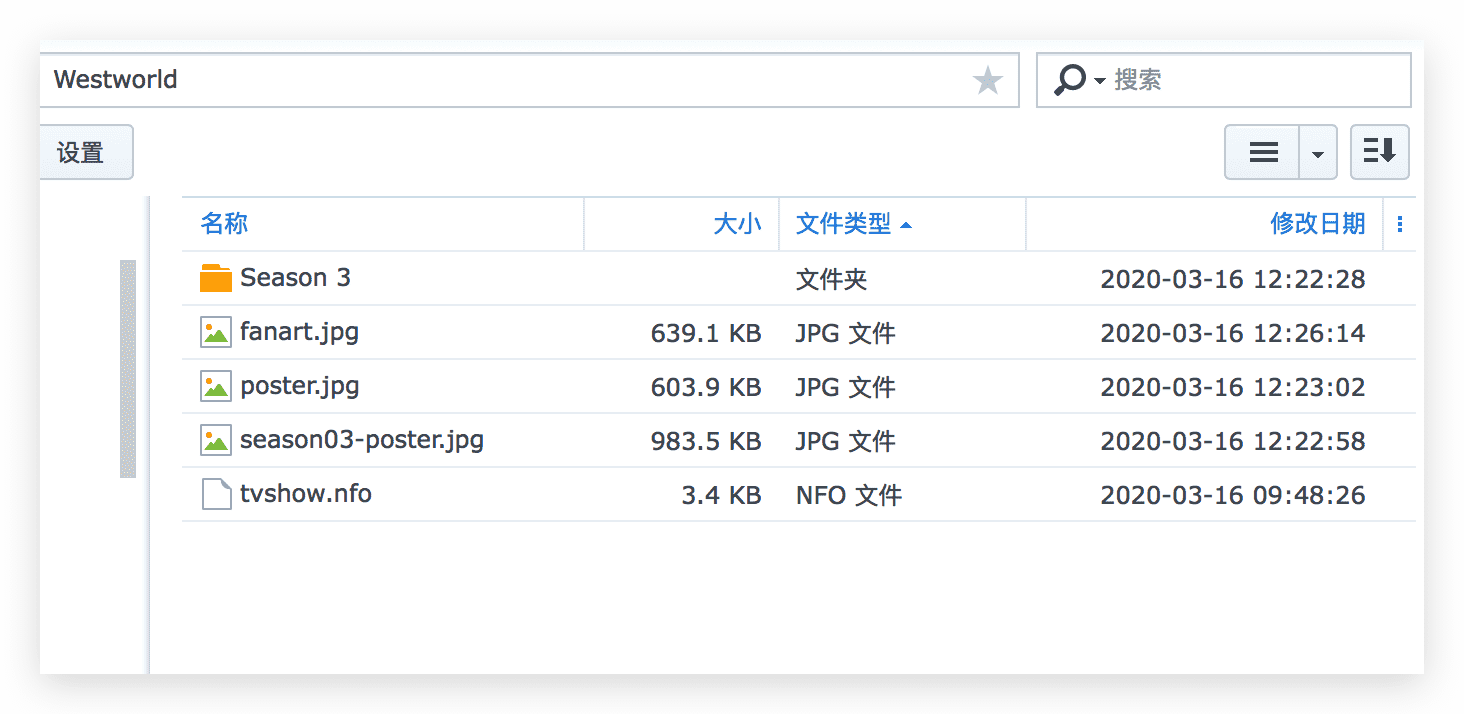 Westworld 搜索
设置
名称 大小 文件类型 修改日期
Season 3 文件夹 2020-03-16 12:22:28
fanart.jpg 639.1 KB JPG 文件 2020-03-16 12:26:14
poster.jpg 603.9 KB JPG 文件 2020-03-16 12:23:02
season03-poster.jpg 983.5 KB JPG 文件 2020-03-16 12:22:58
tvshow.nfo 3.4 KB NFO 文件 2020-03-16 09:48:26